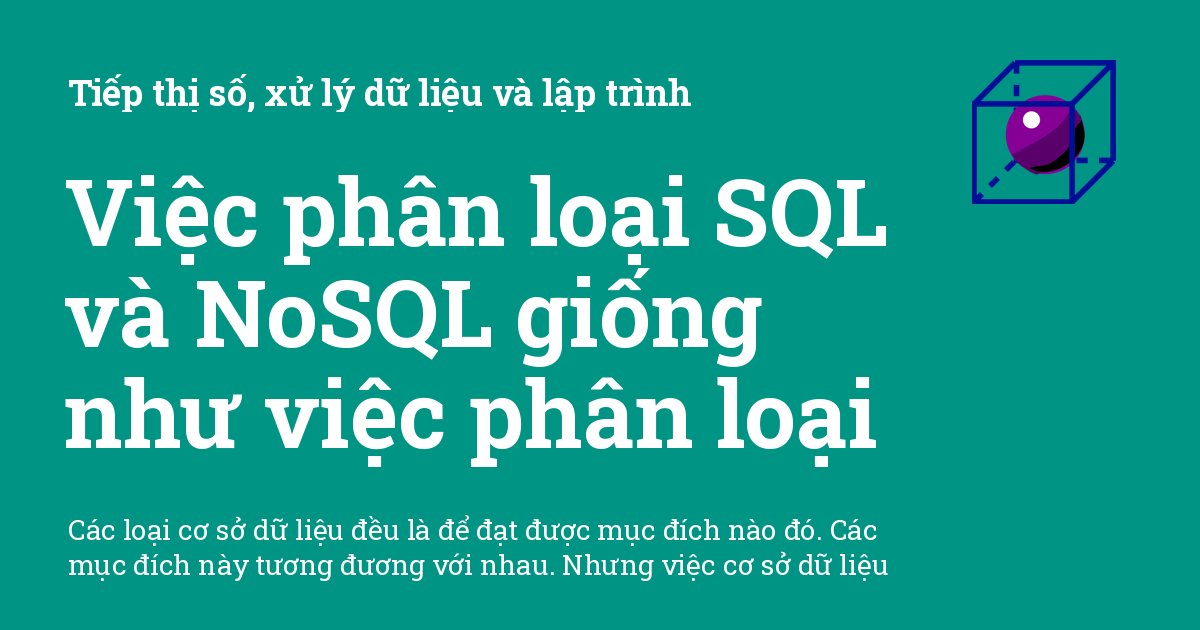 Tiếp thị số, xử lý dữ liệu và lập trình
Việc phân loại SQL
và NoSQL giống
như việc phân loại
Các loại cơ sở dữ liệu đều là để đạt được mục đích nào đó. Các
mục đích này tương đương với nhau. Nhưng việc cơ sở dữ liệu